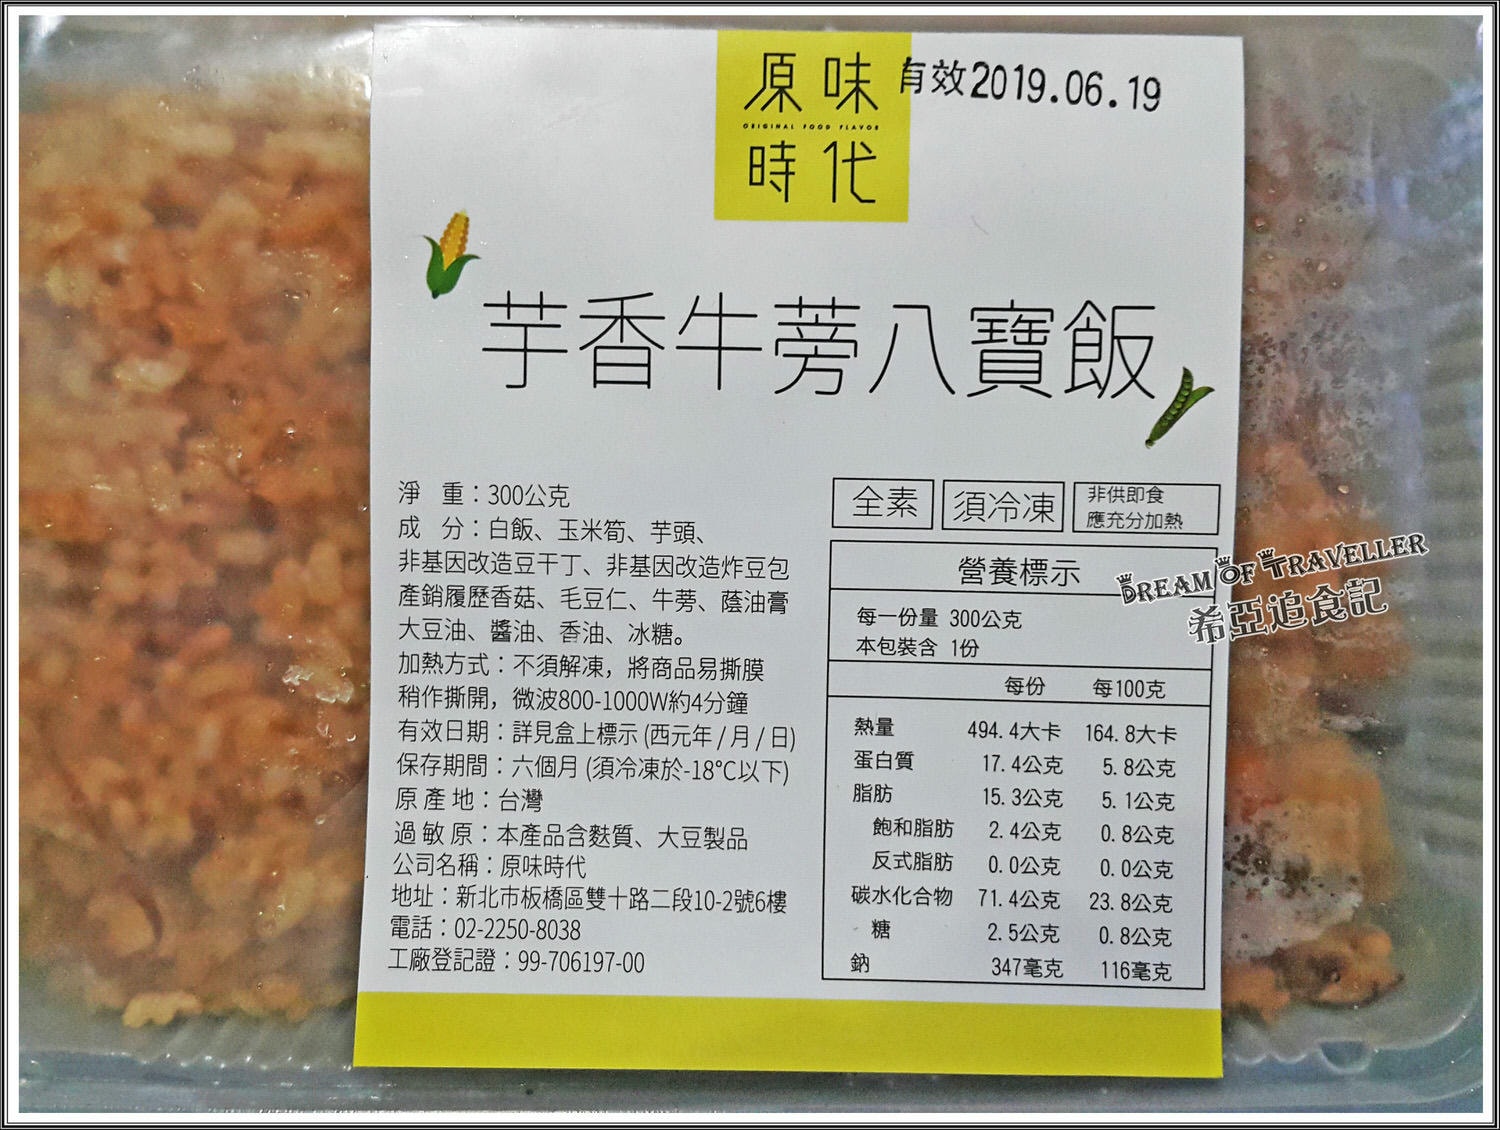 原味
有效2019.06.19
ORIGINAL FOOD FLAVOR
時代
芋香牛蒡八寶飯
淨 重：300公克
成 分：白飯、玉米筍、芋頭、
非基因改造豆干丁、非基因改造炸豆包
產銷履歷香菇、毛豆仁、牛蒡、蔭油膏
大豆油、醬油、香油、冰糖。
加熱方式：不須解凍，將商品易撕膜
稍作撕開，微波800-1000W約4分鐘
有效日期：詳見盒上標示 (西元年 / 月 / 日)
保存期間：六個月 (須冷凍於-18°C以下)
原 產 地：台灣
過 敏 原：本產品含麩質、大豆製品
公司名稱：原味時代
地址：新北市板橋區雙十路二段10-2號6樓
電話：02-2250-8038
工廠登記證：99-706197-00
全素 須冷凍 非供即食
應充分加熱
營養標示
每一份量 300公克
本包裝含 1份
每份 每100克
熱量 494.4大卡 164.8大卡
蛋白質 17.4公克 5.8公克
脂肪 15.3公克 5.1公克
飽和脂肪 2.4公克 0.8公克
反式脂肪 0.0公克 0.0公克
碳水化合物 71.4公克 23.8公克
糖 2.5公克 0.8公克
鈉 347毫克 116毫克
DREAM OF TRAVELLER
希亞追食記